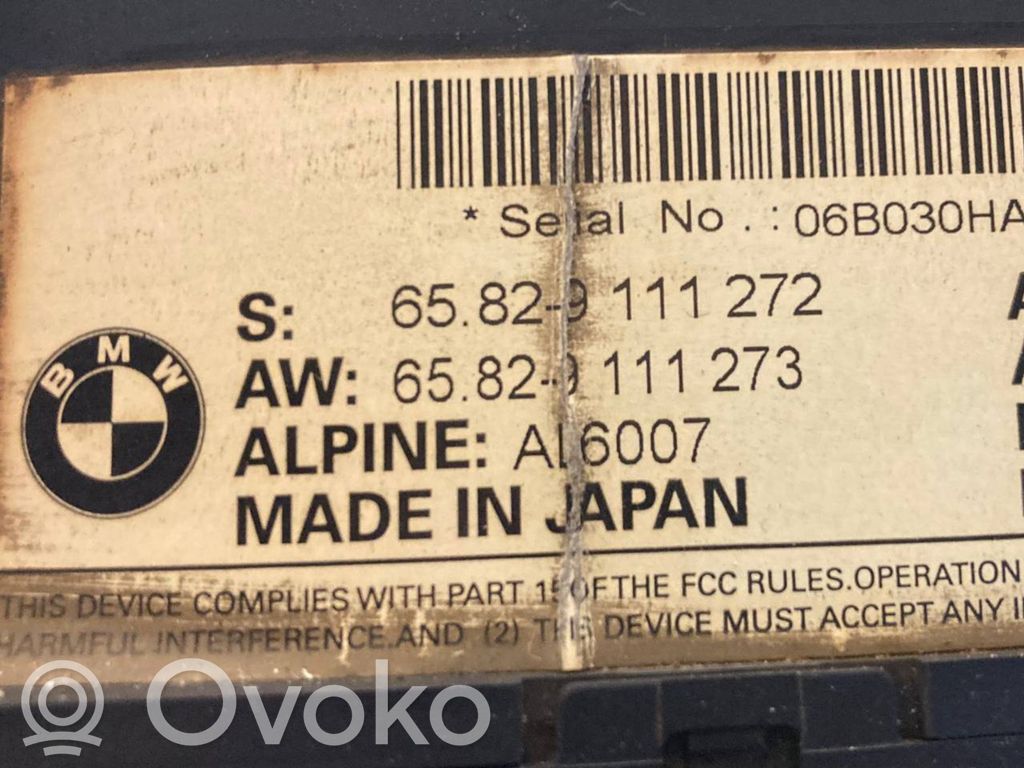 * Serial No .: 06B030HA
S: 65.82-9 111 272
AW: 65.82-9 111 273
ALPINE: AL6007
MADE IN JAPAN
BMW
THIS DEVICE COMPLIES WITH PART 15 OF THE FCC RULES.OPERATION
HARMFUL INTERFERENCE.AND (2) THIS DEVICE MUST ACCEPT ANY
Ovoko